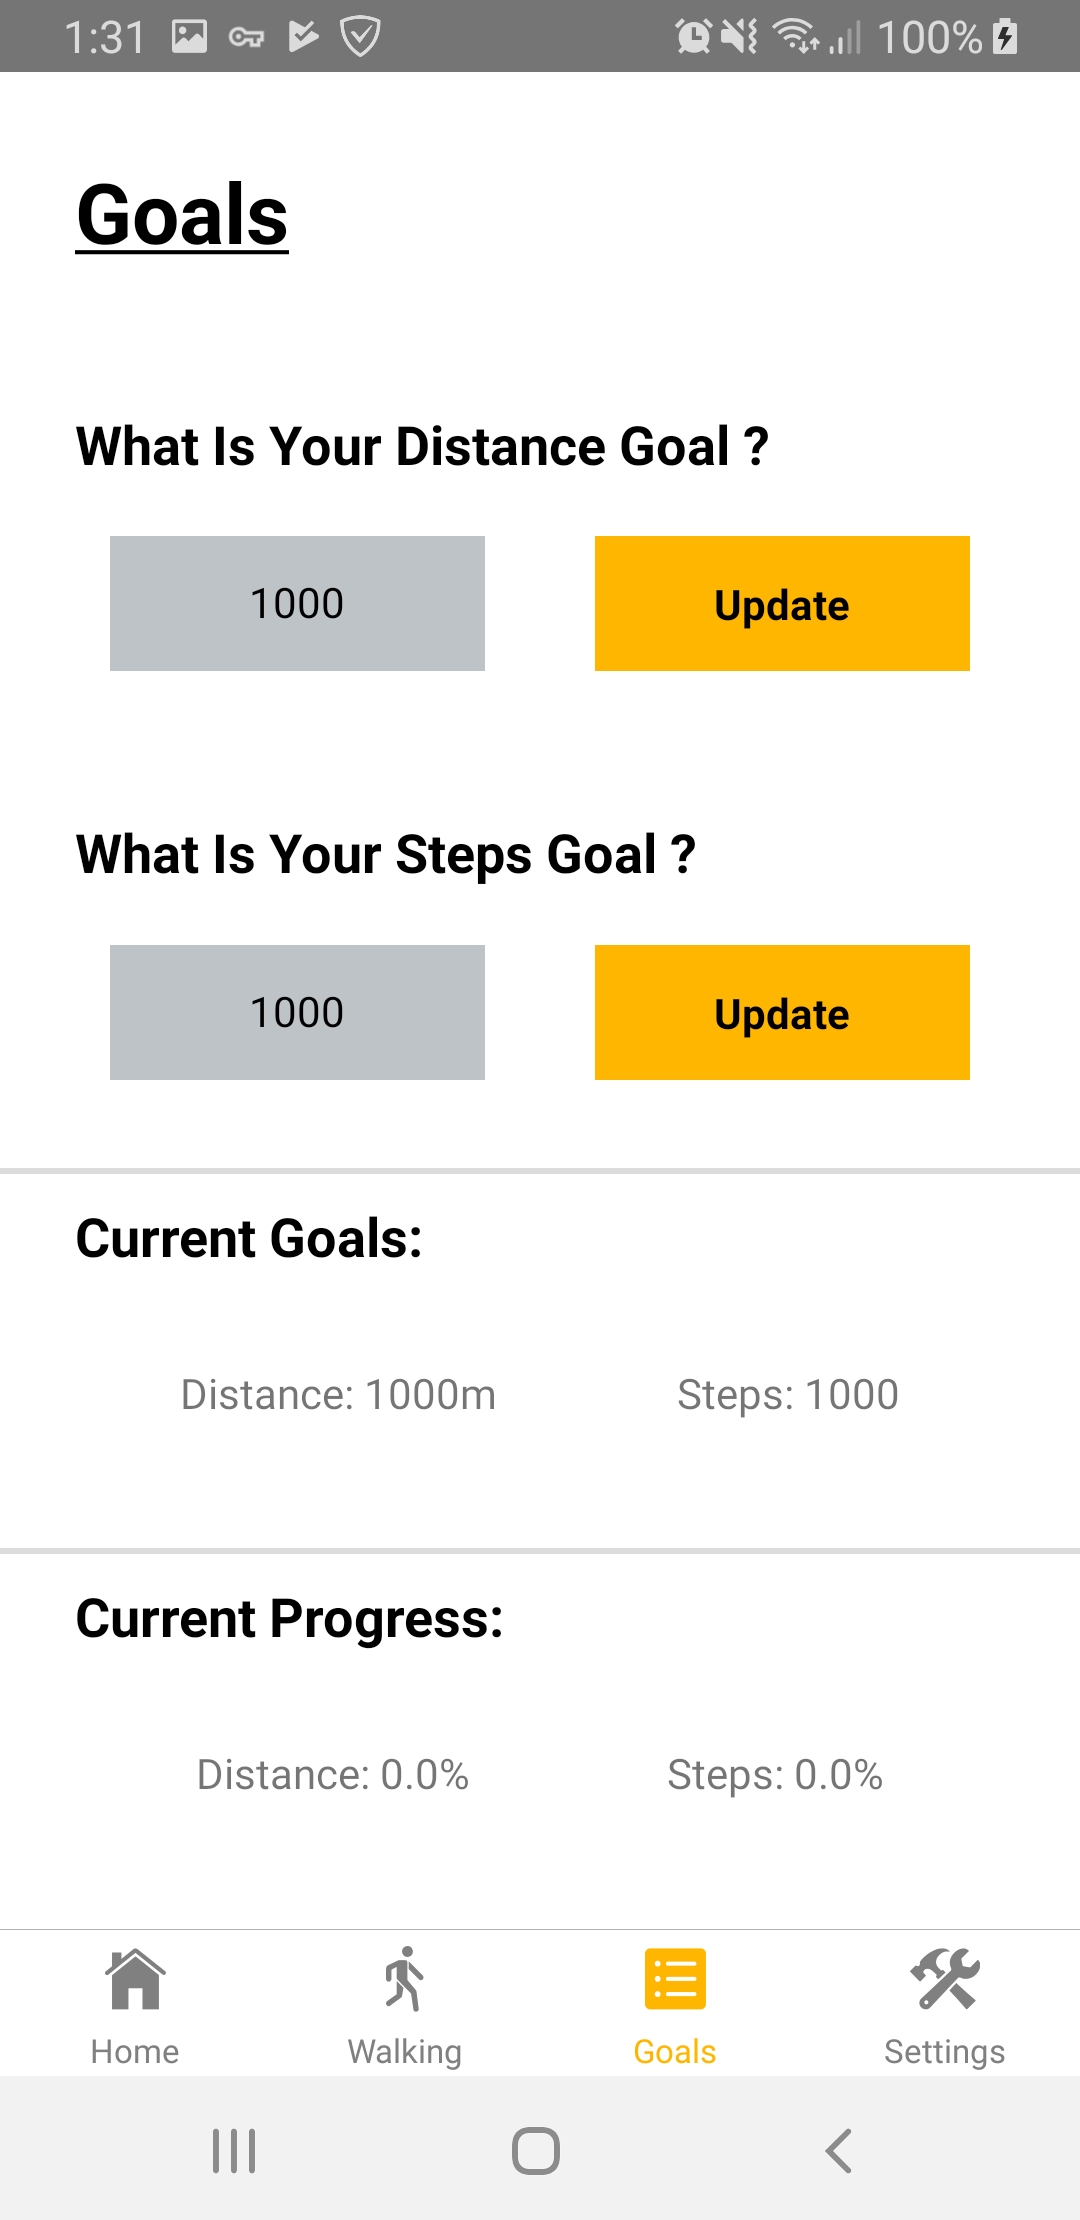 1:31 100%
Goals
What Is Your Distance Goal ?
1000 Update
What Is Your Steps Goal ?
1000 Update
Current Goals:
Distance: 1000m Steps: 1000
Current Progress:
Distance: 0.0% Steps: 0.0%
Home Walking Goals Settings